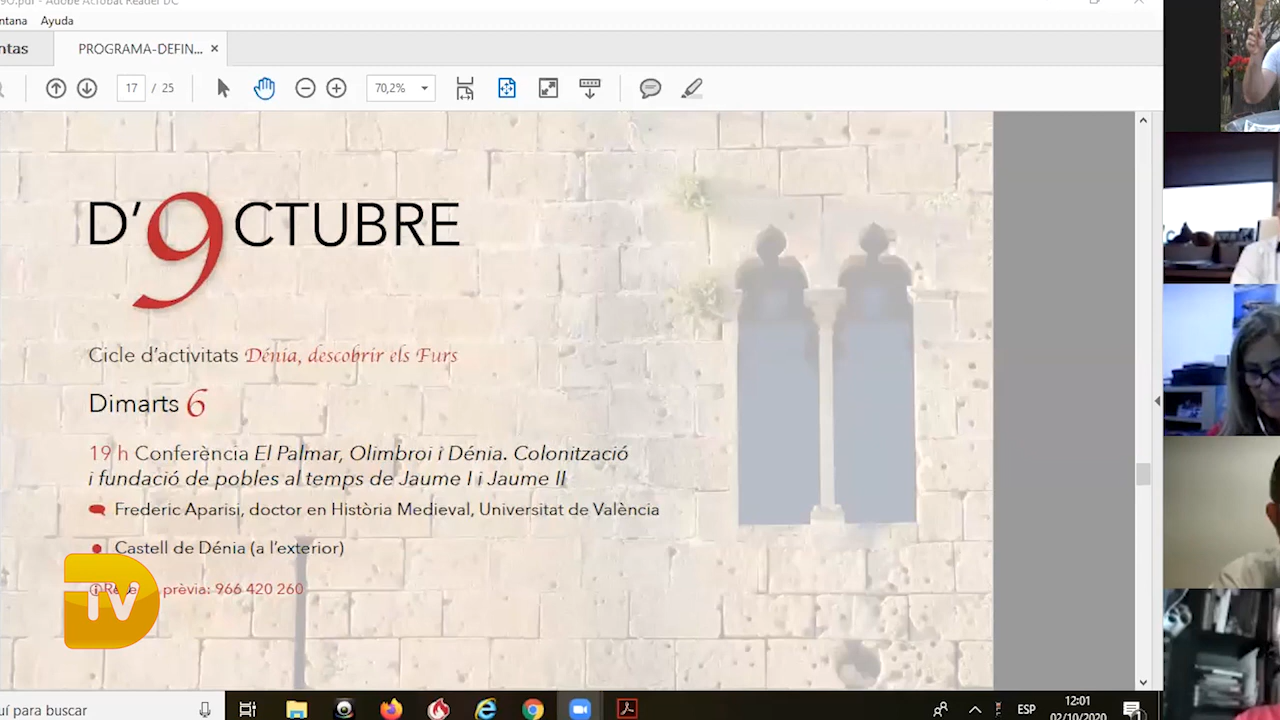 ntana Ayuda
ntas PROGRAMA-DEFIN... ×
17 / 25 70,2%
D'9CTUBRE
Cicle d'activitats Dénia, descobrir els Furs
Dimarts 6
19 h Conferència El Palmar, Olimbroi i Dénia. Colonització
i fundació de pobles al temps de Jaume I i Jaume II
Frederic Aparisi, doctor en Història Medieval, Universitat de València
Castell de Dénia (a l'exterior)
prèvia: 966 420 260
TV
uí para buscar
ESP
12:01
02/10/2020